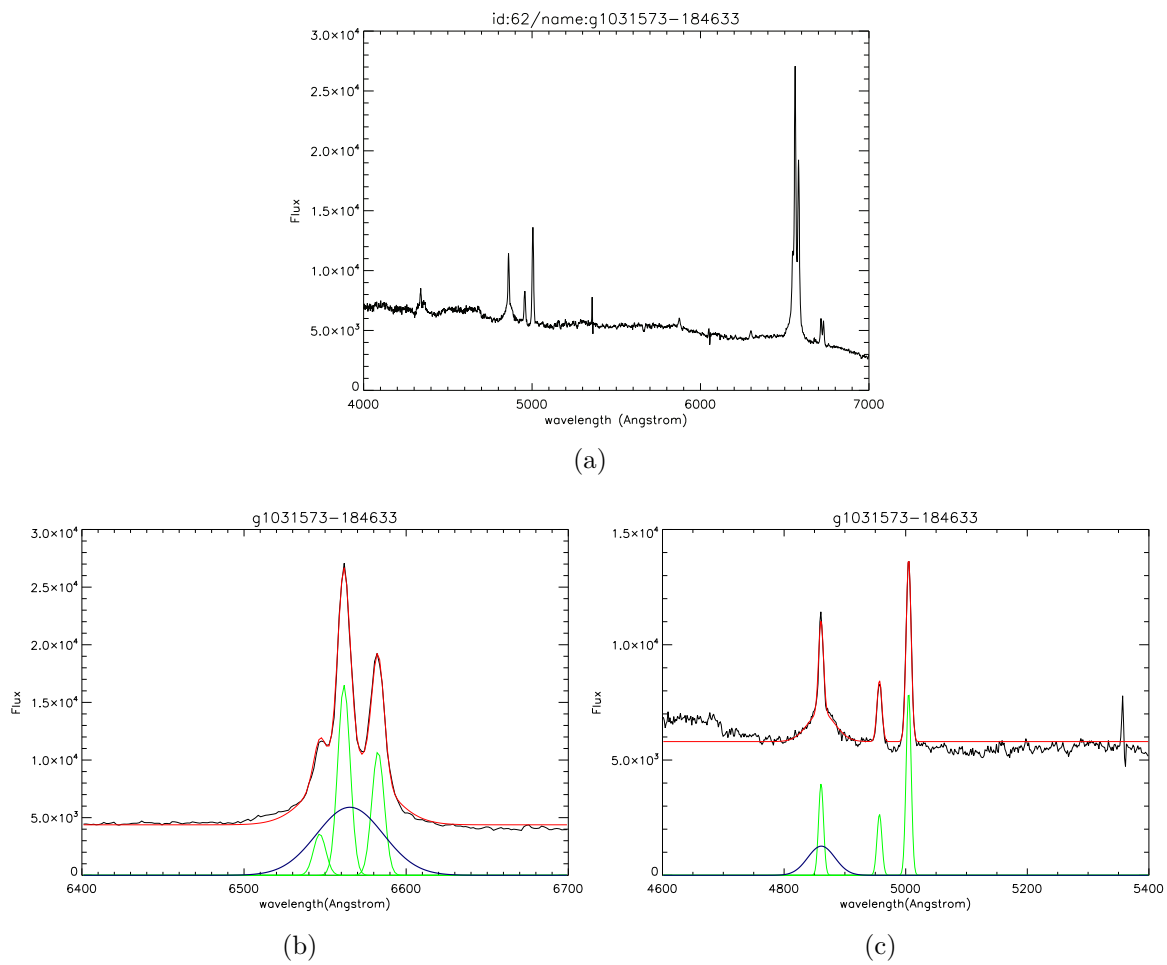 id:62/name:g1031573-184633
3.0×10⁴
2.5×10⁴
2.0×10⁴
1.5×10⁴
1.0×10⁴
5.0×10³
0
Flux
4000 5000 6000 7000
wavelength (Angstrom)
(a)
g1031573-184633
3.0×10⁴
2.5×10⁴
2.0×10⁴
1.5×10⁴
1.0×10⁴
5.0×10³
0
Flux
6400 6500 6600 6700
wavelength(Angstrom)
(b)
g1031573-184633
1.5×10⁴
1.0×10⁴
5.0×10³
0
Flux
4600 4800 5000 5200 5400
wavelength(Angstrom)
(c)